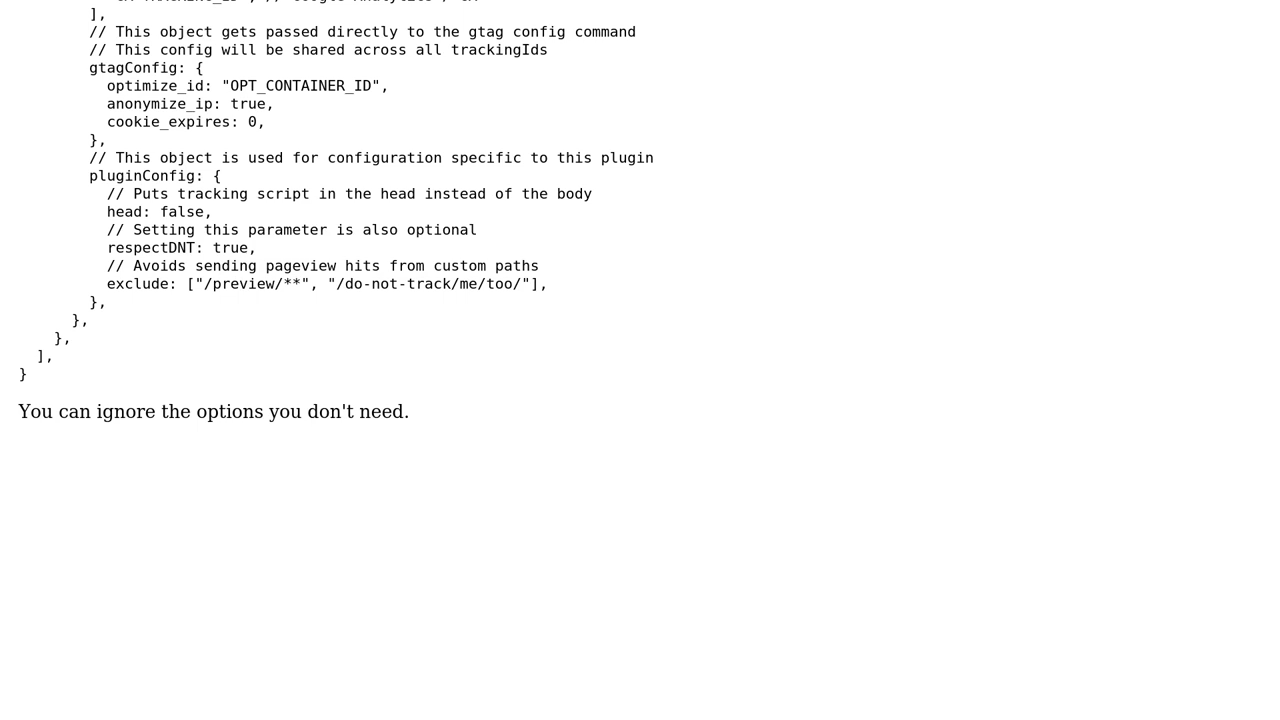 ],
// This object gets passed directly to the gtag config command
// This config will be shared across all trackingIds
gtagConfig: {
optimize_id: "OPT_CONTAINER_ID",
anonymize_ip: true,
cookie_expires: 0,
},
// This object is used for configuration specific to this plugin
pluginConfig: {
// Puts tracking script in the head instead of the body
head: false,
// Setting this parameter is also optional
respectDNT: true,
// Avoids sending pageview hits from custom paths
exclude: ["/preview/**", "/do-not-track/me/too/"],
},
},
},
],
}
You can ignore the options you don't need.